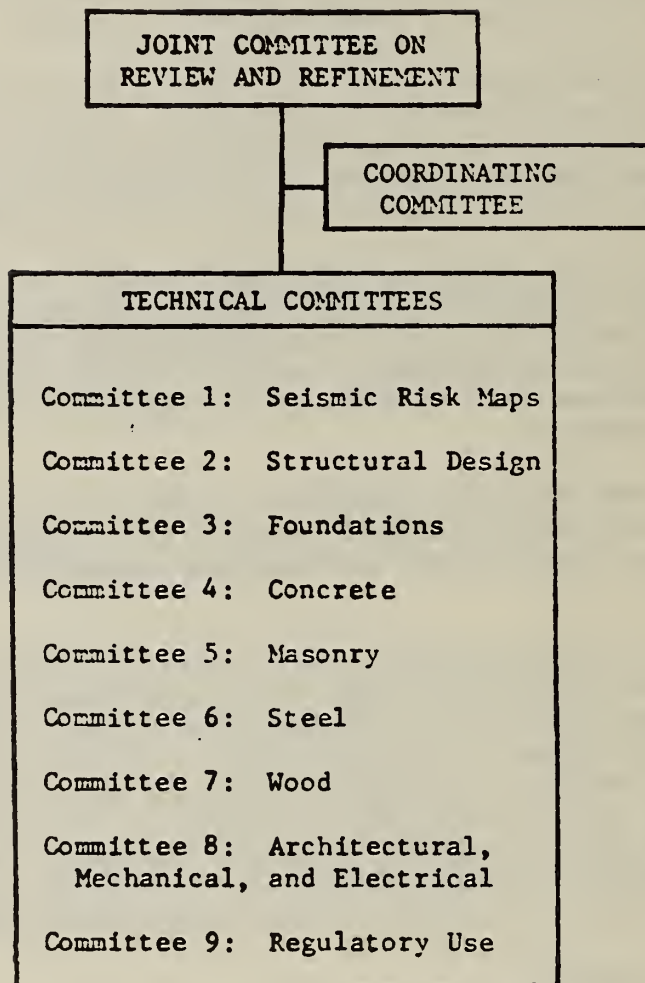 JOINT COMMITTEE ON
REVIEW AND REFINEMENT
COORDINATING
COMMITTEE
TECHNICAL COMMITTEES
Committee 1: Seismic Risk Maps
Committee 2: Structural Design
Committee 3: Foundations
Committee 4: Concrete
Committee 5: Masonry
Committee 6: Steel
Committee 7: Wood
Committee 8: Architectural,
Mechanical, and Electrical
Committee 9: Regulatory Use